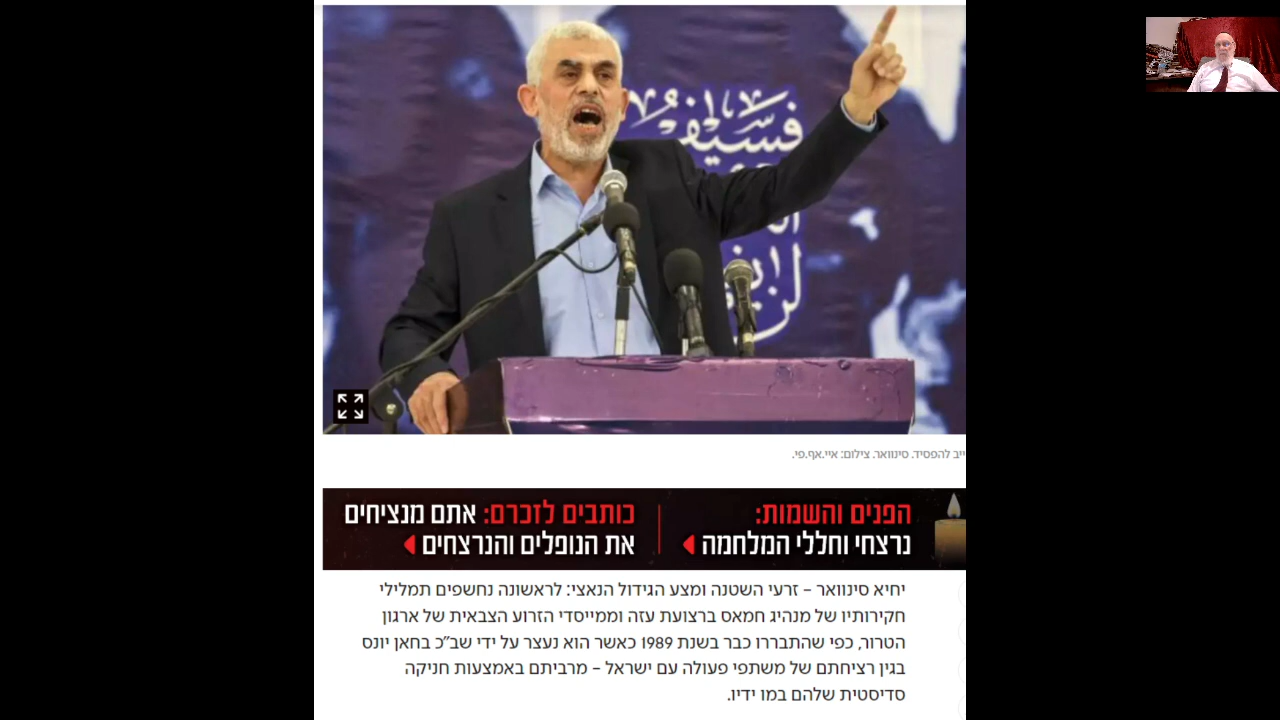 فسيف
لن
ייב להפסיד. סינוואר. צילום: איי.אף.פי.
הפנים והשמות:
נרצחי וחללי המלחמה
כותבים לזכרם: אתם מנציחים
את הנופלים והנרצחים
יחיא סינוואר – זרעי השטנה ומצע הגידול הנאצי: לראשונה נחשפים תמלילי
חקירותיו של מנהיג חמאס ברצועת עזה וממייסדי הזרוע הצבאית של ארגון
הטרור, כפי שהתבררו כבר בשנת 1989 כאשר הוא נעצר על ידי שב"כ בחאן יונס
בגין רציחתם של משתפי פעולה עם ישראל – מרביתם באמצעות חניקה
סדיסטית שלהם במו ידיו.